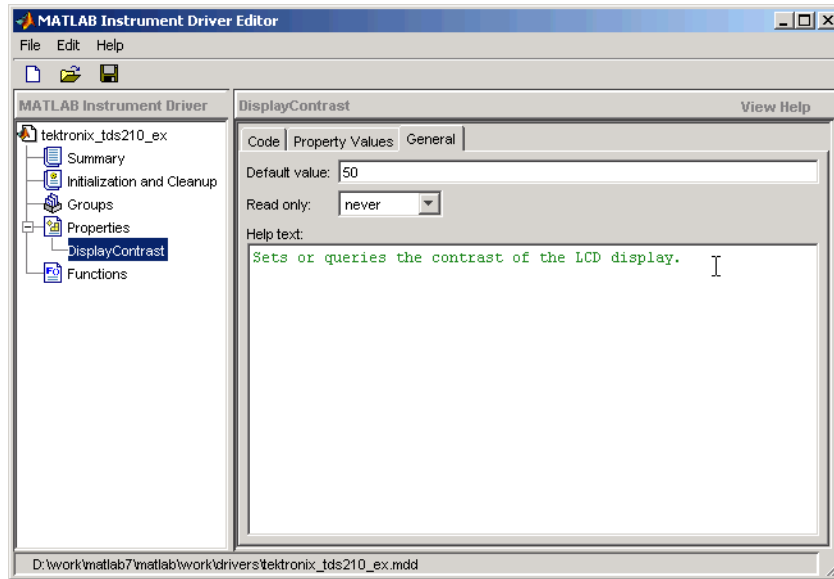 MATLAB Instrument Driver Editor
File Edit Help
MATLAB Instrument Driver
DisplayContrast
View Help
tektronix_tds210_ex
Summary
Initialization and Cleanup
Groups
Properties
DisplayContrast
Functions
Code Property Values General
Default value: 50
Read only: never
Help text:
Sets or queries the contrast of the LCD display.
D:\work\matlab7\matlab\work\drivers\tektronix_tds210_ex.mdd